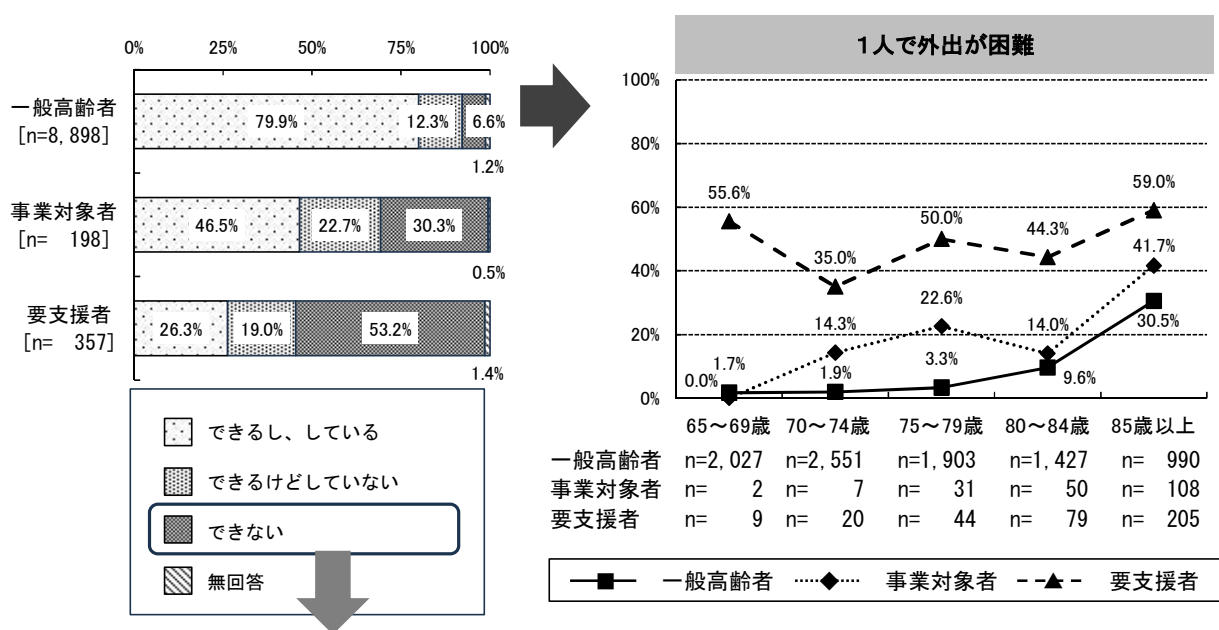 0% 25% 50% 75% 100%
一般高齢者
[n=8,898]
79.9% 12.3% 6.6%
1.2%
事業対象者
[n= 198]
46.5% 22.7% 30.3%
0.5%
要支援者
[n= 357]
26.3% 19.0% 53.2%
1.4%
できるし、している
できるけどしていない
できない
無回答
1人で外出が困難
100%
80%
60%
40%
20%
0%
55.6% 35.0% 50.0% 44.3% 59.0%
0.0% 14.3% 22.6% 14.0% 41.7%
1.7% 1.9% 3.3% 9.6% 30.5%
65～69歳 70～74歳 75～79歳 80～84歳 85歳以上
一般高齢者 n=2,027 n=2,551 n=1,903 n=1,427 n= 990
事業対象者 n= 2 n= 7 n= 31 n= 50 n= 108
要支援者 n= 9 n= 20 n= 44 n= 79 n= 205
一般高齢者 事業対象者 要支援者